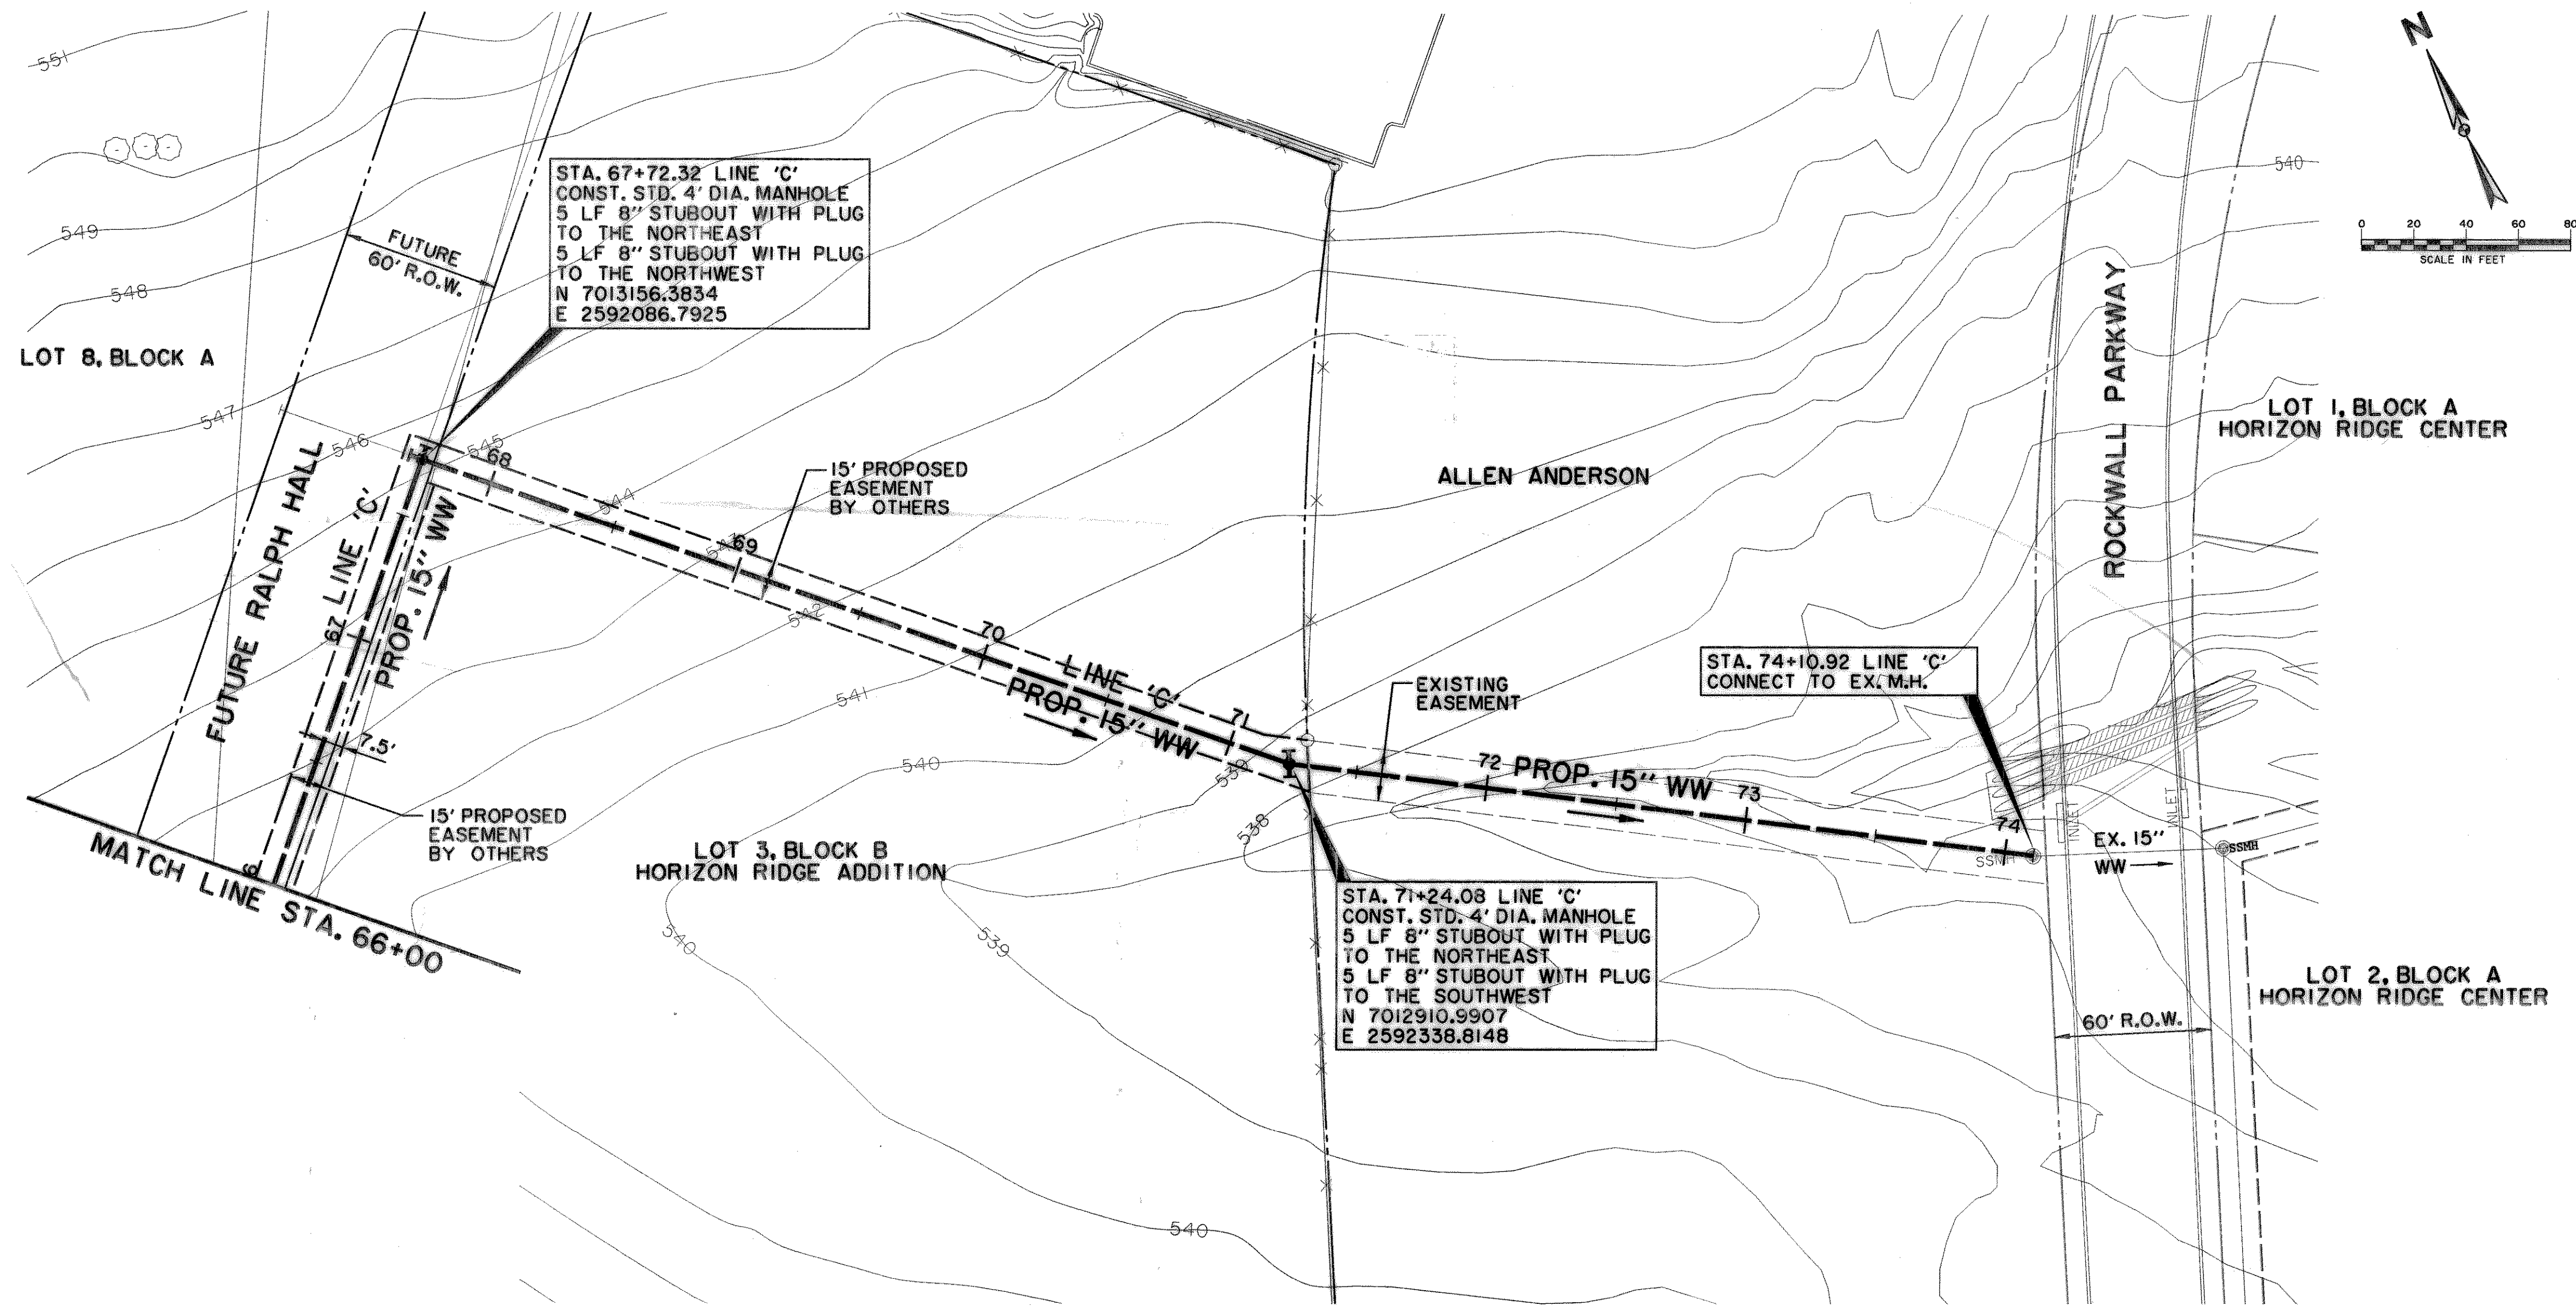 551
N
0 20 40 60 80
SCALE IN FEET
540
549
548
547
546
545
544
542
541
540
539
538
540
539
540
FUTURE
60' R.O.W.
STA. 67+72.32 LINE 'C'
CONST. STD. 4' DIA. MANHOLE
5 LF 8" STUBOUT WITH PLUG
TO THE NORTHEAST
5 LF 8" STUBOUT WITH PLUG
TO THE NORTHWEST
N 7013156.3834
E 2592086.7925
LOT 8, BLOCK A
FUTURE RALPH HALL
LINE 'C'
PROP. 15" WW
67
68
69
70
71
72
73
74
15' PROPOSED
EASEMENT
BY OTHERS
ALLEN ANDERSON
ROCKWALL PARKWAY
LOT 1, BLOCK A
HORIZON RIDGE CENTER
LINE 'C'
PROP. 15" WW
EXISTING
EASEMENT
STA. 74+10.92 LINE 'C'
CONNECT TO EX. M.H.
PROP. 15" WW
7.5'
15' PROPOSED
EASEMENT
BY OTHERS
MATCH LINE STA. 66+00
LOT 3, BLOCK B
HORIZON RIDGE ADDITION
STA. 71+24.08 LINE 'C'
CONST. STD. 4' DIA. MANHOLE
5 LF 8" STUBOUT WITH PLUG
TO THE NORTHEAST
5 LF 8" STUBOUT WITH PLUG
TO THE SOUTHWEST
N 7012910.9907
E 2592338.8148
SSMH
INLET
INLET
EX. 15"
WW
SSMH
60' R.O.W.
LOT 2, BLOCK A
HORIZON RIDGE CENTER